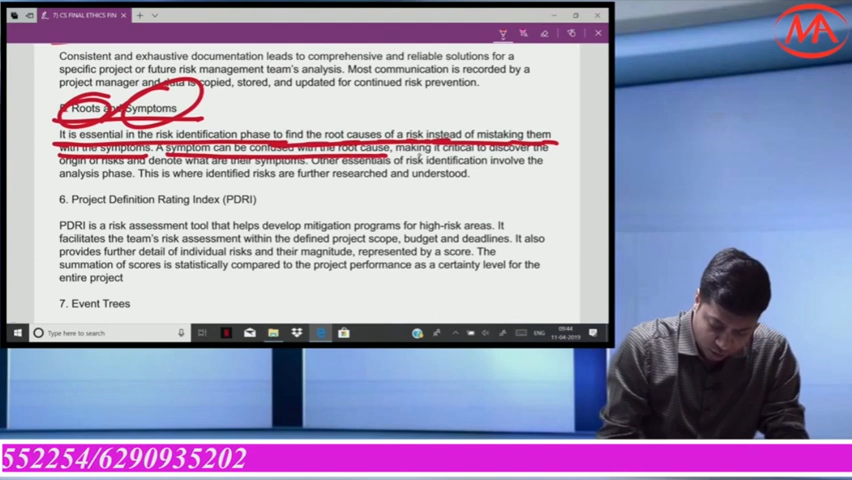 7) CS FINAL ETHICS FIN
MA
Consistent and exhaustive documentation leads to comprehensive and reliable solutions for a
specific project or future risk management team's analysis. Most communication is recorded by a
project manager and data is copied, stored, and updated for continued risk prevention.
5. Roots and Symptoms
It is essential in the risk identification phase to find the root causes of a risk instead of mistaking them
with the symptoms. A symptom can be confused with the root cause, making it critical to discover the
origin of risks and denote what are their symptoms. Other essentials of risk identification involve the
analysis phase. This is where identified risks are further researched and understood.
6. Project Definition Rating Index (PDRI)
PDRI is a risk assessment tool that helps develop mitigation programs for high-risk areas. It
facilitates the team's risk assessment within the defined project scope, budget and deadlines. It also
provides further detail of individual risks and their magnitude, represented by a score. The
summation of scores is statistically compared to the project performance as a certainty level for the
entire project
7. Event Trees
Type here to search
ENG
09:44
11-04-2019
552254/6290935202